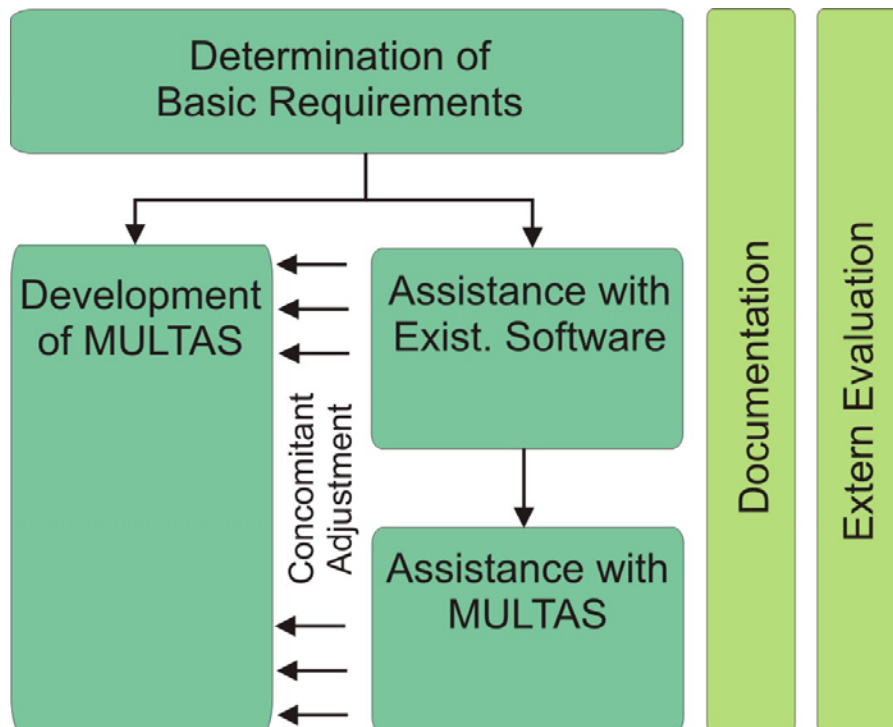 Determination of
Basic Requirements
Development
of MULTAS
Concomitant
Adjustment
Assistance with
Exist. Software
Assistance with
MULTAS
Documentation
Extern Evaluation